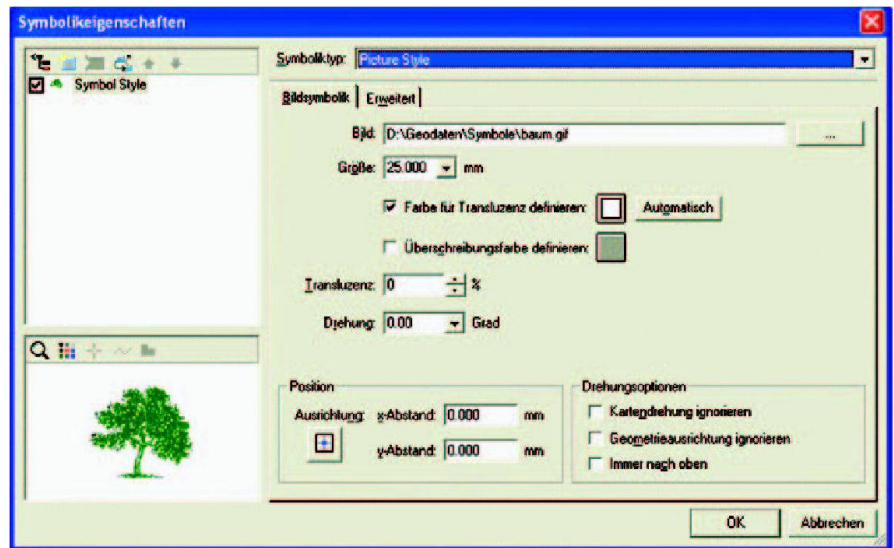 Symbolikeigenschaften
Symboliktyp: Picture Style
Symbol Style
Bildsymbolik Erweitert
Bild: D:\Geodaten\Symbole\baum.gif ...
Größe: 25.000 mm
Farbe für Transluzenz definieren: Automatisch
Überschreibungsfarbe definieren:
Transluzenz: 0 %
Drehung: 0.00 Grad
Position
Ausrichtung: x-Abstand: 0.000 mm
y-Abstand: 0.000 mm
Drehungsoptionen
Kartendrehung ignorieren
Geometrieausrichtung ignorieren
Immer nach oben
OK Abbrechen